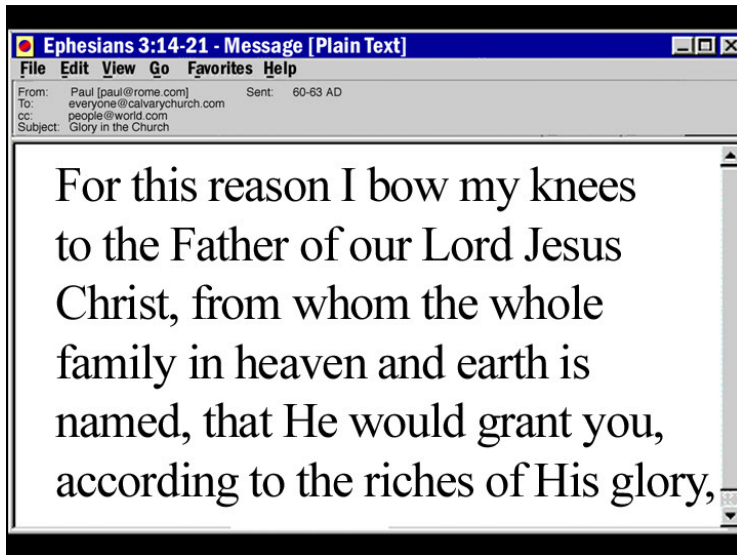 Ephesians 3:14-21 - Message [Plain Text]
File Edit View Go Favorites Help
From: Paul [paul@rome.com] Sent: 60-63 AD
To: everyone@calvarychurch.com
cc: people@world.com
Subject: Glory in the Church
For this reason I bow my knees
to the Father of our Lord Jesus
Christ, from whom the whole
family in heaven and earth is
named, that He would grant you,
according to the riches of His glory,